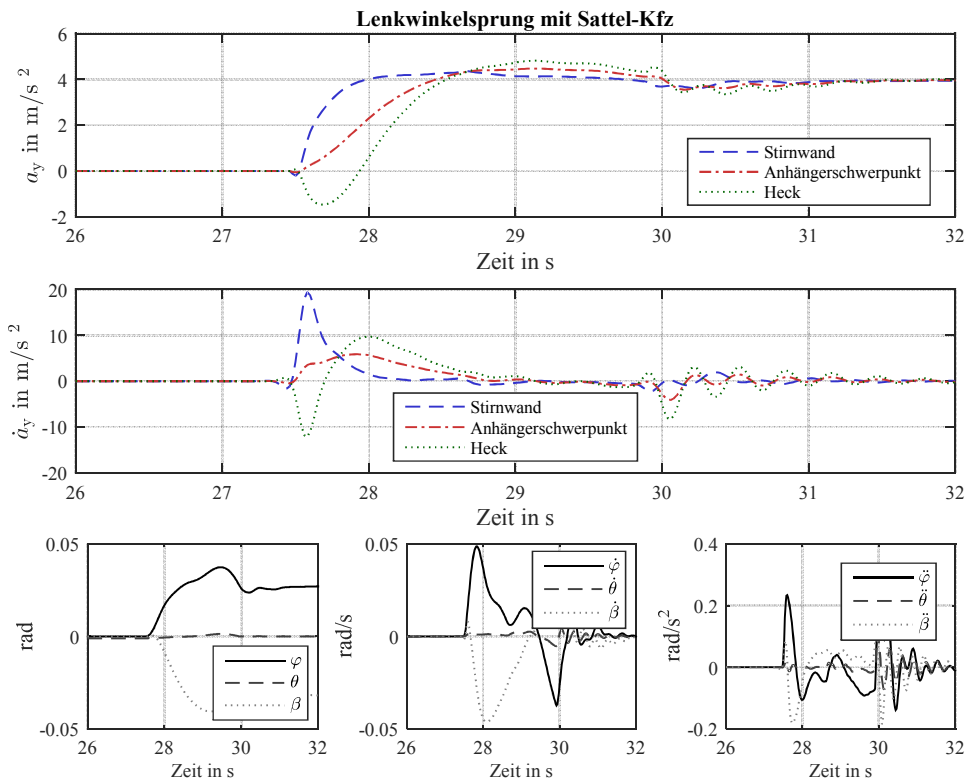 Lenkwinkelsprung mit Sattel-Kfz
a_y in m/s ²
6
4
2
0
-2
Stirnwand
Anhängerschwerpunkt
Heck
26 27 28 29 30 31 32
Zeit in s
ȧ_y in m/s ²
20
10
0
-10
-20
Stirnwand
Anhängerschwerpunkt
Heck
26 27 28 29 30 31 32
Zeit in s
rad
0.05
0
-0.05
φ
θ
β
26 28 30 32
Zeit in s
rad/s
0.05
0
-0.05
φ̇
θ̇
β̇
26 28 30 32
Zeit in s
rad/s²
0.4
0.2
0
-0.2
φ̈
θ̈
β̈
26 28 30 32
Zeit in s